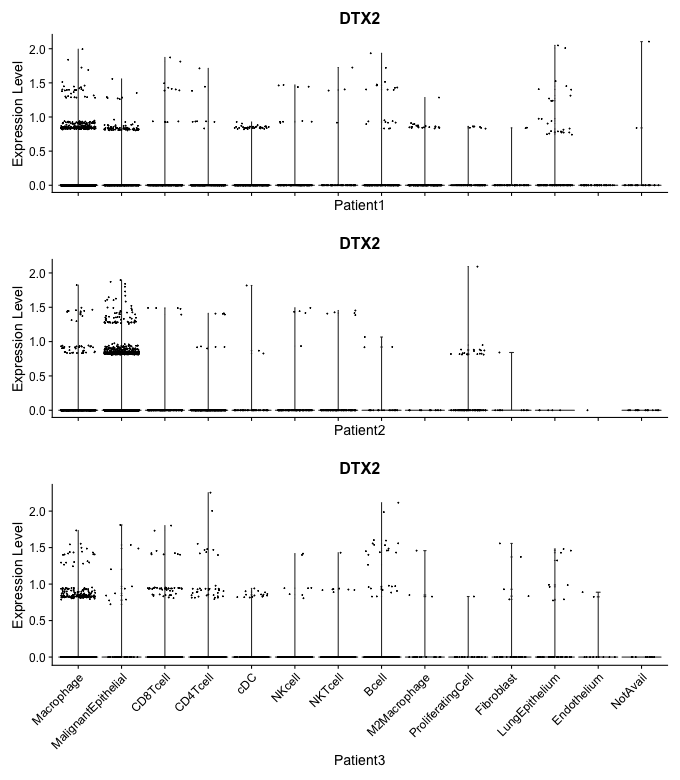 DTX2
Expression Level
2.0
1.5
1.0
0.5
0.0
Patient1
DTX2
Expression Level
2.0
1.5
1.0
0.5
0.0
Patient2
DTX2
Expression Level
2.0
1.5
1.0
0.5
0.0
Macrophage
MalignantEpithelial
CD8Tcell
CD4Tcell
cDC
NKcell
NKTcell
Bcell
M2Macrophage
ProliferatingCell
Fibroblast
LungEpithelium
Endothelium
NotAvail
Patient3